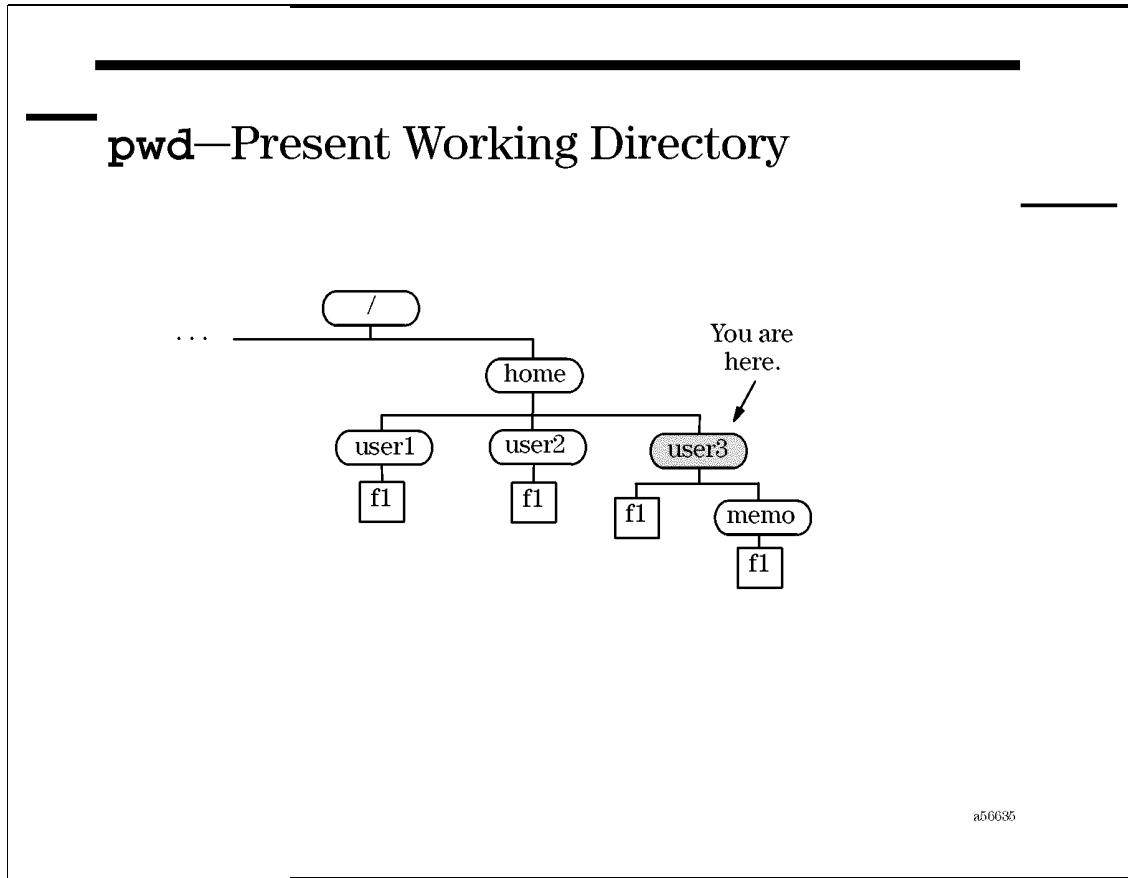 pwd—Present Working Directory
/
. . .
You are
here.
home
user1
user2
user3
f1
f1
f1
memo
f1
a56635